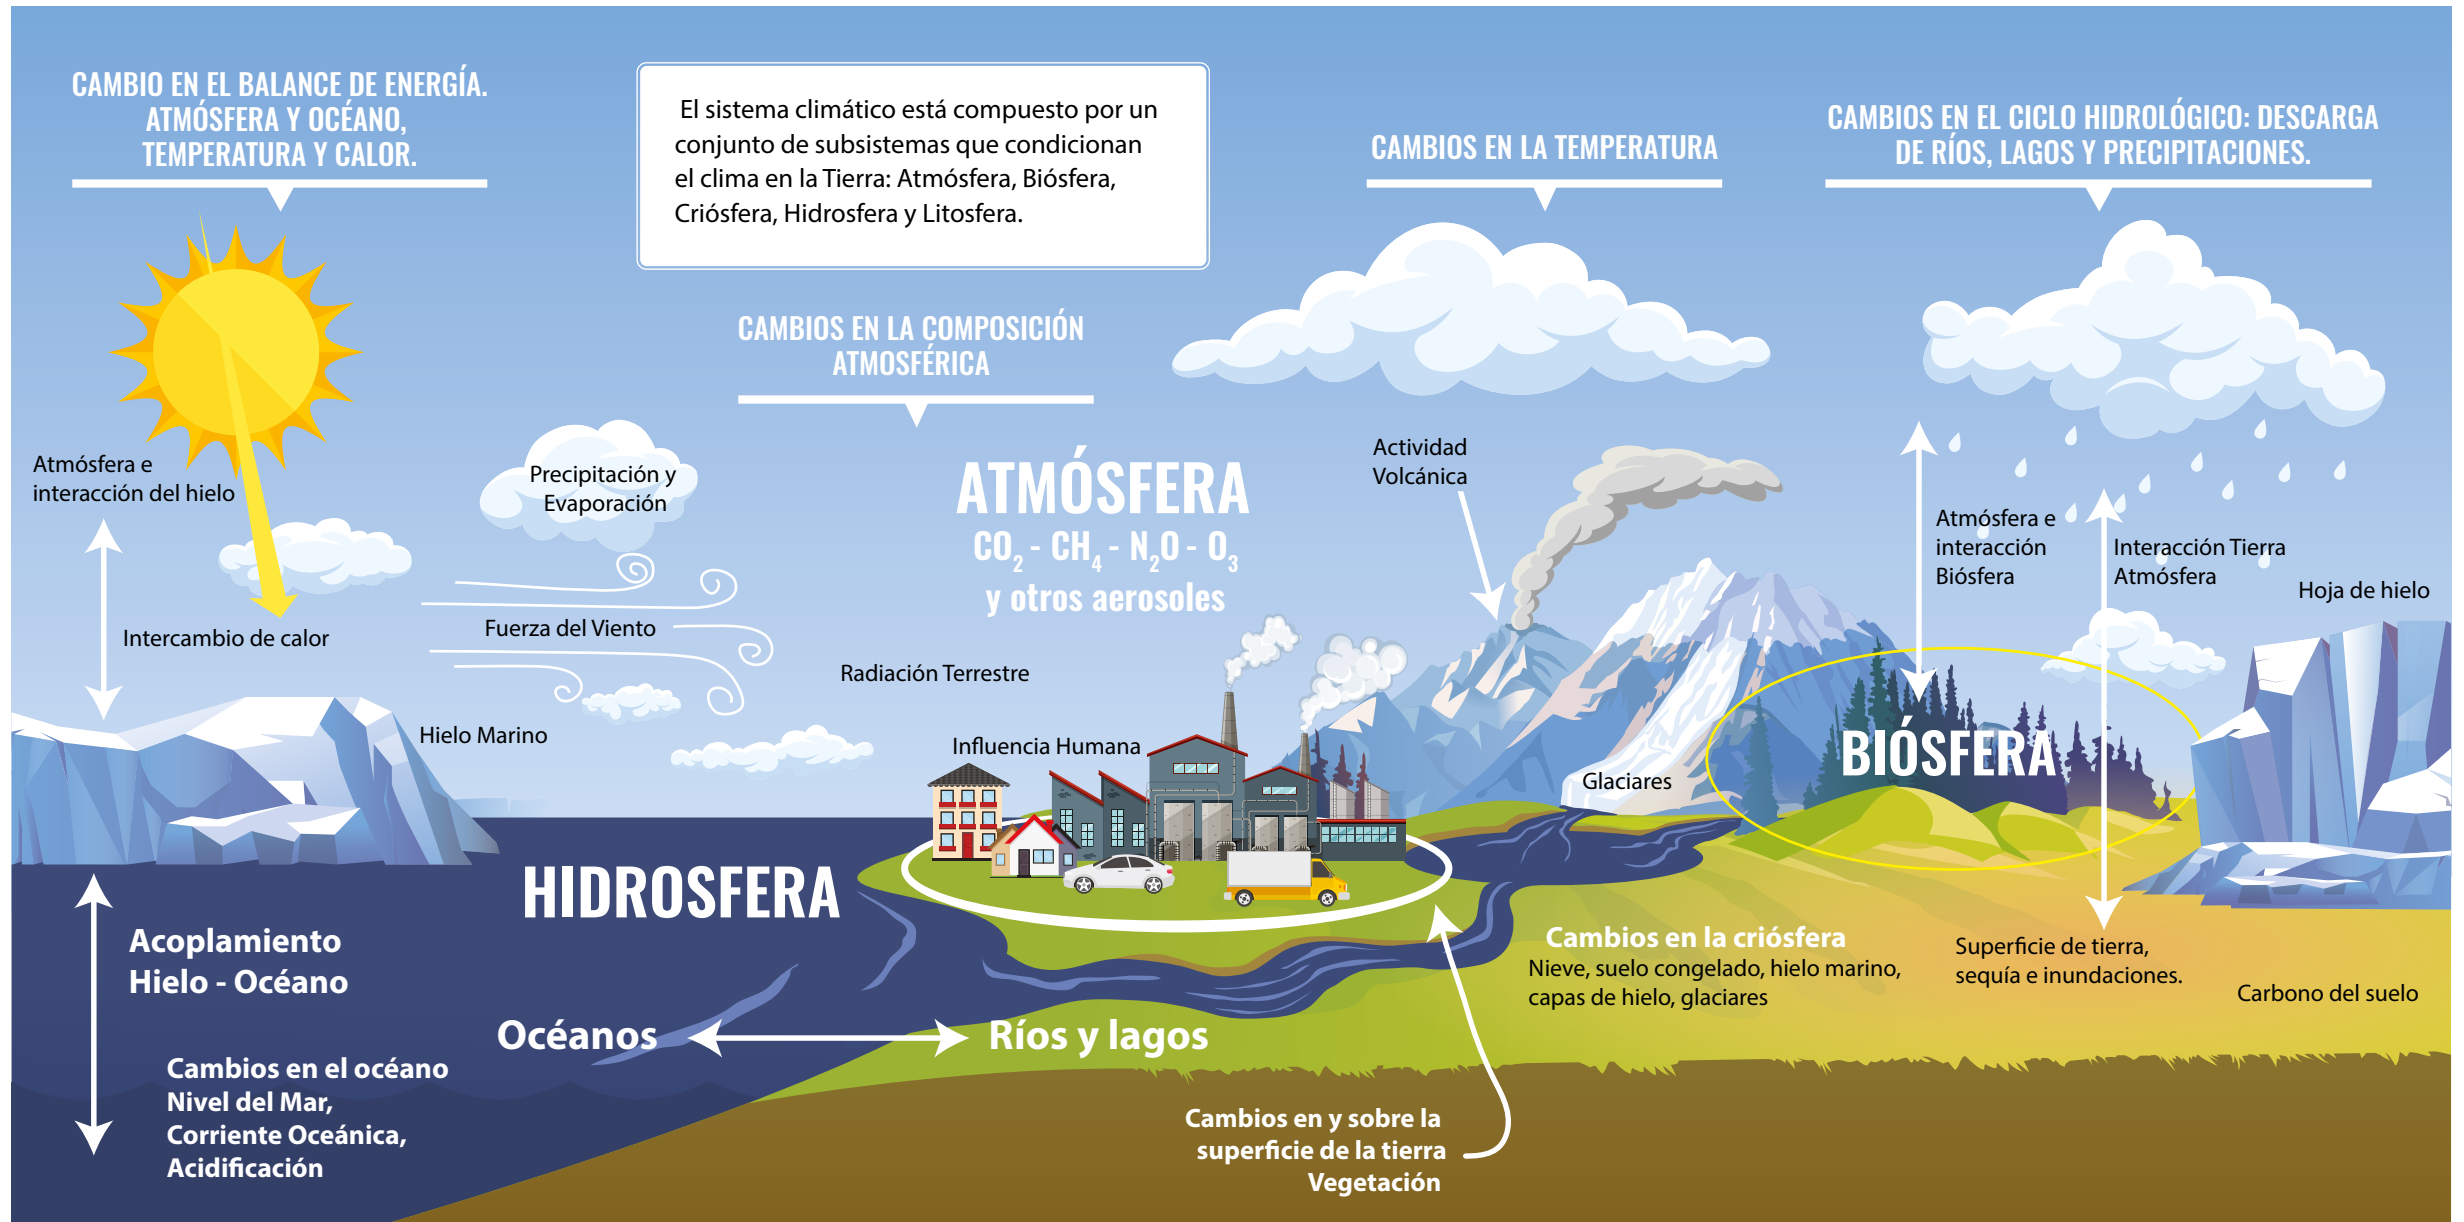 CAMBIO EN EL BALANCE DE ENERGÍA.
ATMÓSFERA Y OCÉANO,
TEMPERATURA Y CALOR.
El sistema climático está compuesto por un
conjunto de subsistemas que condicionan
el clima en la Tierra: Atmósfera, Biósfera,
Criósfera, Hidrosfera y Litosfera.
CAMBIOS EN LA TEMPERATURA
CAMBIOS EN EL CICLO HIDROLÓGICO: DESCARGA
DE RÍOS, LAGOS Y PRECIPITACIONES.
CAMBIOS EN LA COMPOSICIÓN
ATMOSFÉRICA
Atmósfera e
interacción del hielo
Precipitación y
Evaporación
ATMÓSFERA
CO₂ - CH₄ - N₂O - O₃
y otros aerosoles
Actividad
Volcánica
Atmósfera e
interacción
Biósfera
Interacción Tierra
Atmósfera
Hoja de hielo
Intercambio de calor
Fuerza del Viento
Radiación Terrestre
Hielo Marino
Influencia Humana
Glaciares
BIÓSFERA
HIDROSFERA
Acoplamiento
Hielo - Océano
Cambios en la criósfera
Nieve, suelo congelado, hielo marino,
capas de hielo, glaciares
Superficie de tierra,
sequía e inundaciones.
Carbono del suelo
Océanos
Ríos y lagos
Cambios en el océano
Nivel del Mar,
Corriente Oceánica,
Acidificación
Cambios en y sobre la
superficie de la tierra
Vegetación